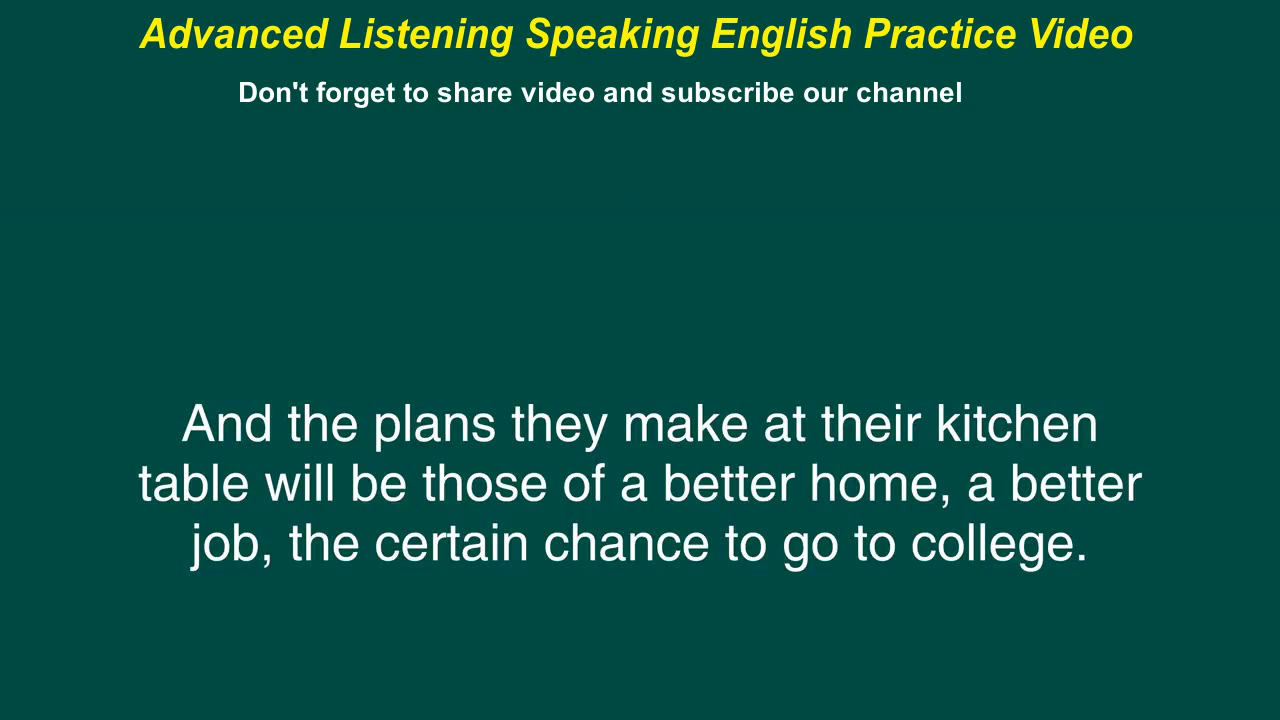 Advanced Listening Speaking English Practice Video
Don't forget to share video and subscribe our channel
And the plans they make at their kitchen
table will be those of a better home, a better
job, the certain chance to go to college.